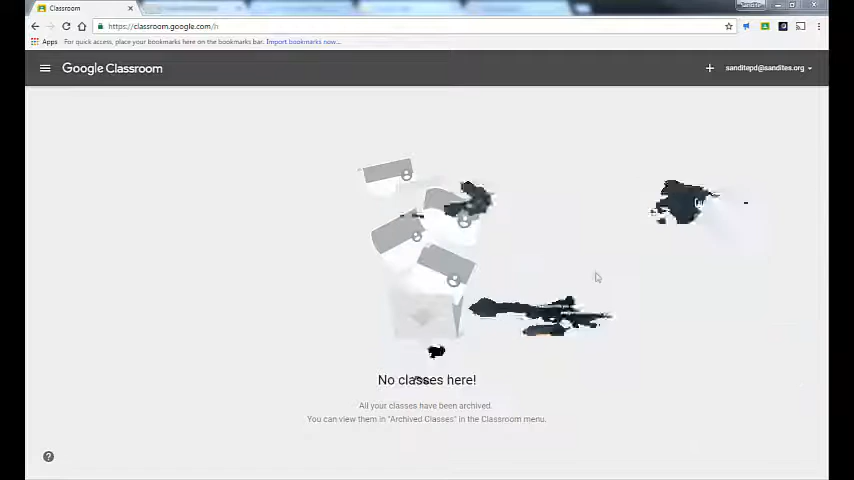 Classroom
https://classroom.google.com/h
Apps For quick access, place your bookmarks here on the bookmarks bar. Import bookmarks now...
Google Classroom
+ sanditepd@sandites.org
No classes here!
All your classes have been archived.
You can view them in "Archived Classes" in the Classroom menu.
?